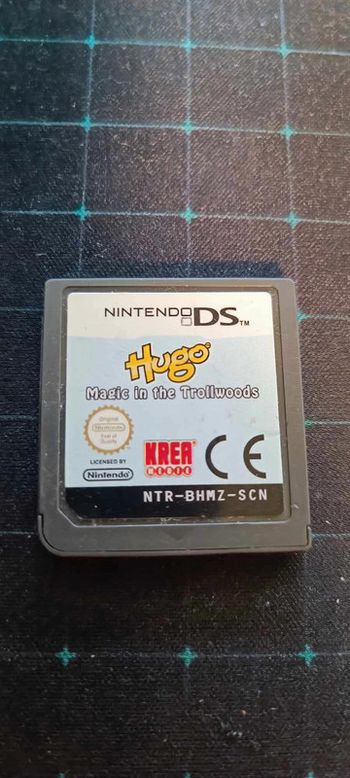 NINTENDO DS™
Hugo
Magic in the Trollwoods
Original
Nintendo
Seal of
Quality
LICENSED BY
Nintendo
KREA
MEDIE
CE
NTR-BHMZ-SCN